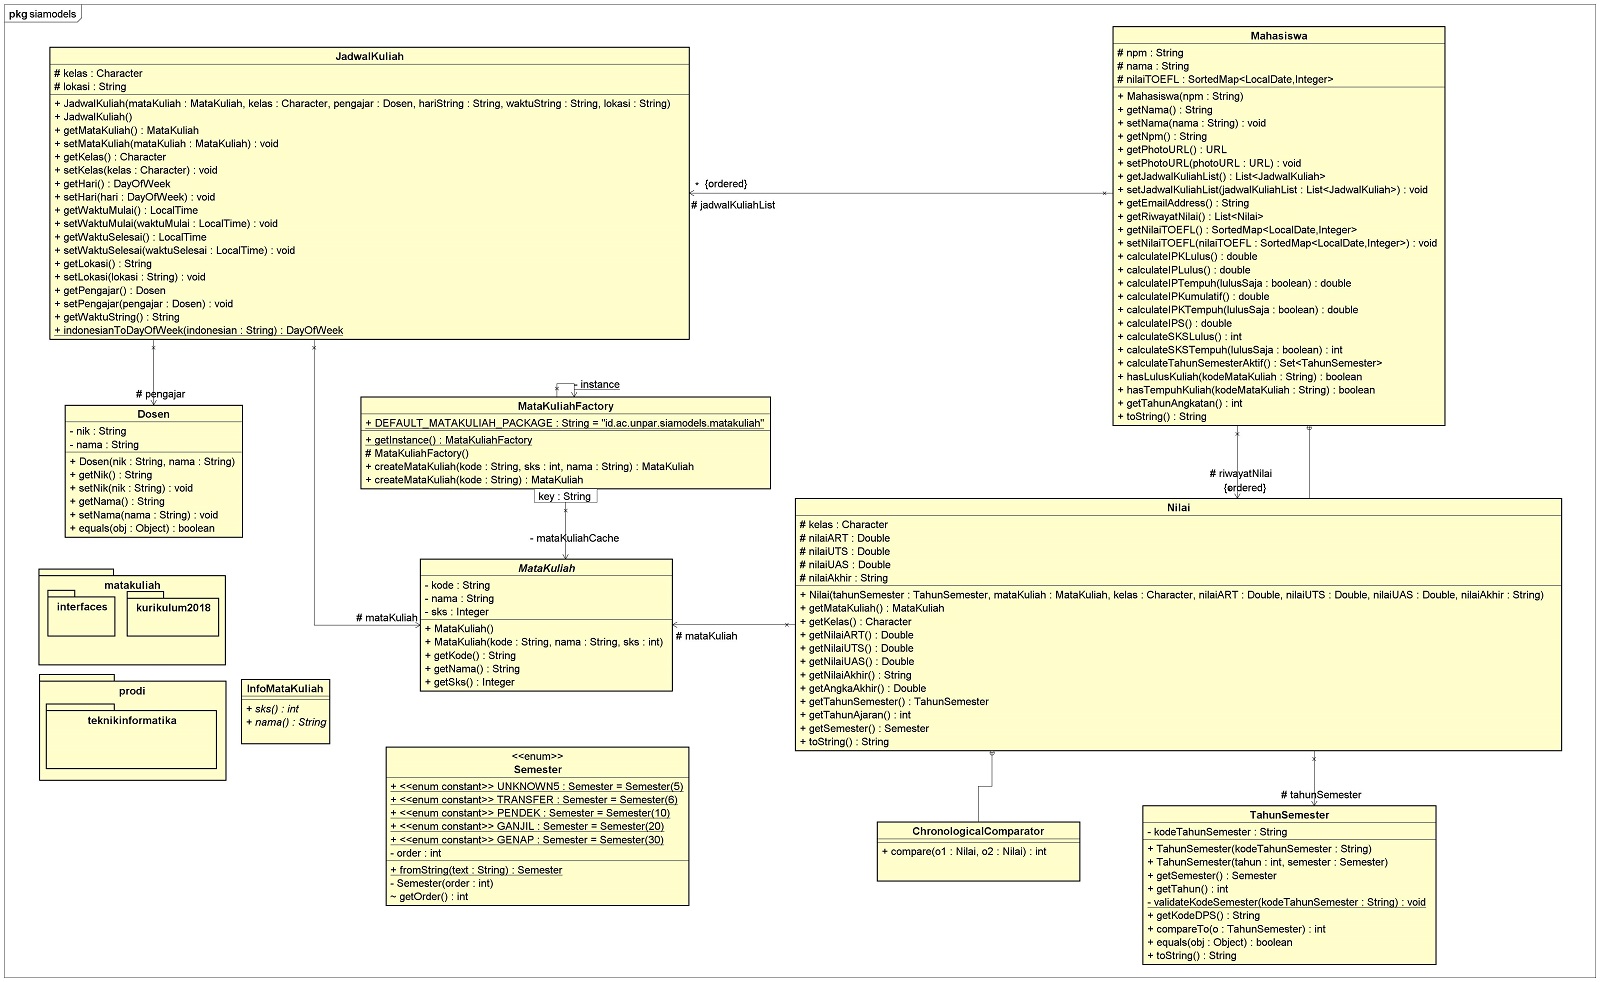 pkg siamodels
JadwalKuliah
# kelas : Character
# lokasi : String
+ JadwalKuliah(mataKuliah : MataKuliah, kelas : Character, pengajar : Dosen, hariString : String, waktuString : String, lokasi : String)
+ JadwalKuliah()
+ getMataKuliah() : MataKuliah
+ setMataKuliah(mataKuliah : MataKuliah) : void
+ getKelas() : Character
+ setKelas(kelas : Character) : void
+ getHari() : DayOfWeek
+ setHari(hari : DayOfWeek) : void
+ getWaktuMulai() : LocalTime
+ setWaktuMulai(waktuMulai : LocalTime) : void
+ getWaktuSelesai() : LocalTime
+ setWaktuSelesai(waktuSelesai : LocalTime) : void
+ getLokasi() : String
+ setLokasi(lokasi : String) : void
+ getPengajar() : Dosen
+ setPengajar(pengajar : Dosen) : void
+ getWaktuString() : String
+ indonesianToDayOfWeek(indonesian : String) : DayOfWeek
* {ordered}
# jadwalKuliahList
Mahasiswa
# npm : String
# nama : String
# nilaiTOEFL : SortedMap<LocalDate,Integer>
+ Mahasiswa(npm : String)
+ getNama() : String
+ setNama(nama : String) : void
+ getNpm() : String
+ getPhotoURL() : URL
+ setPhotoURL(photoURL : URL) : void
+ getJadwalKuliahList() : List<JadwalKuliah>
+ setJadwalKuliahList(jadwalKuliahList : List<JadwalKuliah>) : void
+ getEmailAddress() : String
+ getRiwayatNilai() : List<Nilai>
+ getNilaiTOEFL() : SortedMap<LocalDate,Integer>
+ setNilaiTOEFL(nilaiTOEFL : SortedMap<LocalDate,Integer>) : void
+ calculateIPKLulus() : double
+ calculateIPLulus() : double
+ calculateIPTempuh(lulusSaja : boolean) : double
+ calculateIPKumulatif() : double
+ calculateIPKTempuh(lulusSaja : boolean) : double
+ calculateIPS() : double
+ calculateSKSLulus() : int
+ calculateSKSTempuh(lulusSaja : boolean) : int
+ calculateTahunSemesterAktif() : Set<TahunSemester>
+ hasLulusKuliah(kodeMataKuliah : String) : boolean
+ hasTempuhKuliah(kodeMataKuliah : String) : boolean
+ getTahunAngkatan() : int
+ toString() : String
# pengajar
Dosen
- nik : String
- nama : String
+ Dosen(nik : String, nama : String)
+ getNik() : String
+ setNik(nik : String) : void
+ getNama() : String
+ setNama(nama : String) : void
+ equals(obj : Object) : boolean
- instance
MataKuliahFactory
+ DEFAULT_MATAKULIAH_PACKAGE : String = "id.ac.unpar.siamodels.matakuliah"
+ getInstance() : MataKuliahFactory
# MataKuliahFactory()
+ createMataKuliah(kode : String, sks : int, nama : String) : MataKuliah
+ createMataKuliah(kode : String) : MataKuliah
key : String
- mataKuliahCache
# riwayatNilai
{ordered}
MataKuliah
- kode : String
- nama : String
- sks : Integer
+ MataKuliah()
+ MataKuliah(kode : String, nama : String, sks : int)
+ getKode() : String
+ getNama() : String
+ getSks() : Integer
# mataKuliah
# mataKuliah
Nilai
# kelas : Character
# nilaiART : Double
# nilaiUTS : Double
# nilaiUAS : Double
# nilaiAkhir : String
+ Nilai(tahunSemester : TahunSemester, mataKuliah : MataKuliah, kelas : Character, nilaiART : Double, nilaiUTS : Double, nilaiUAS : Double, nilaiAkhir : String)
+ getMataKuliah() : MataKuliah
+ getKelas() : Character
+ getNilaiART() : Double
+ getNilaiUTS() : Double
+ getNilaiUAS() : Double
+ getNilaiAkhir() : String
+ getAngkaAkhir() : Double
+ getTahunSemester() : TahunSemester
+ getTahunAjaran() : int
+ getSemester() : Semester
+ toString() : String
matakuliah
interfaces
kurikulum2018
prodi
teknikinformatika
InfoMataKuliah
+ sks() : int
+ nama() : String
<<enum>>
Semester
+ <<enum constant>> UNKNOWN5 : Semester = Semester(5)
+ <<enum constant>> TRANSFER : Semester = Semester(6)
+ <<enum constant>> PENDEK : Semester = Semester(10)
+ <<enum constant>> GANJIL : Semester = Semester(20)
+ <<enum constant>> GENAP : Semester = Semester(30)
- order : int
+ fromString(text : String) : Semester
- Semester(order : int)
~ getOrder() : int
ChronologicalComparator
+ compare(o1 : Nilai, o2 : Nilai) : int
# tahunSemester
TahunSemester
- kodeTahunSemester : String
+ TahunSemester(kodeTahunSemester : String)
+ TahunSemester(tahun : int, semester : Semester)
+ getSemester() : Semester
+ getTahun() : int
- validateKodeSemester(kodeTahunSemester : String) : void
+ getKodeDPS() : String
+ compareTo(o : TahunSemester) : int
+ equals(obj : Object) : boolean
+ toString() : String